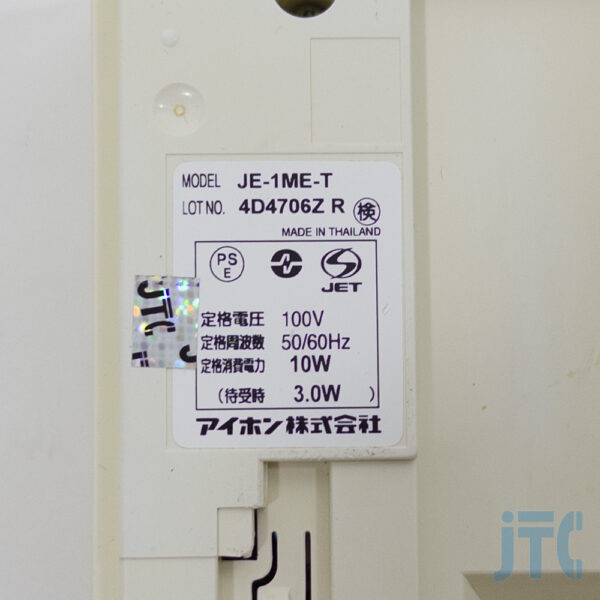 MODEL JE-1ME-T
LOT NO. 4D4706Z R 検
MADE IN THAILAND
PS
E
JET
定格電圧 100V
定格周波数 50/60Hz
定格消費電力 10W
(待受時 3.0W )
アイホン株式会社
JTC
JTC